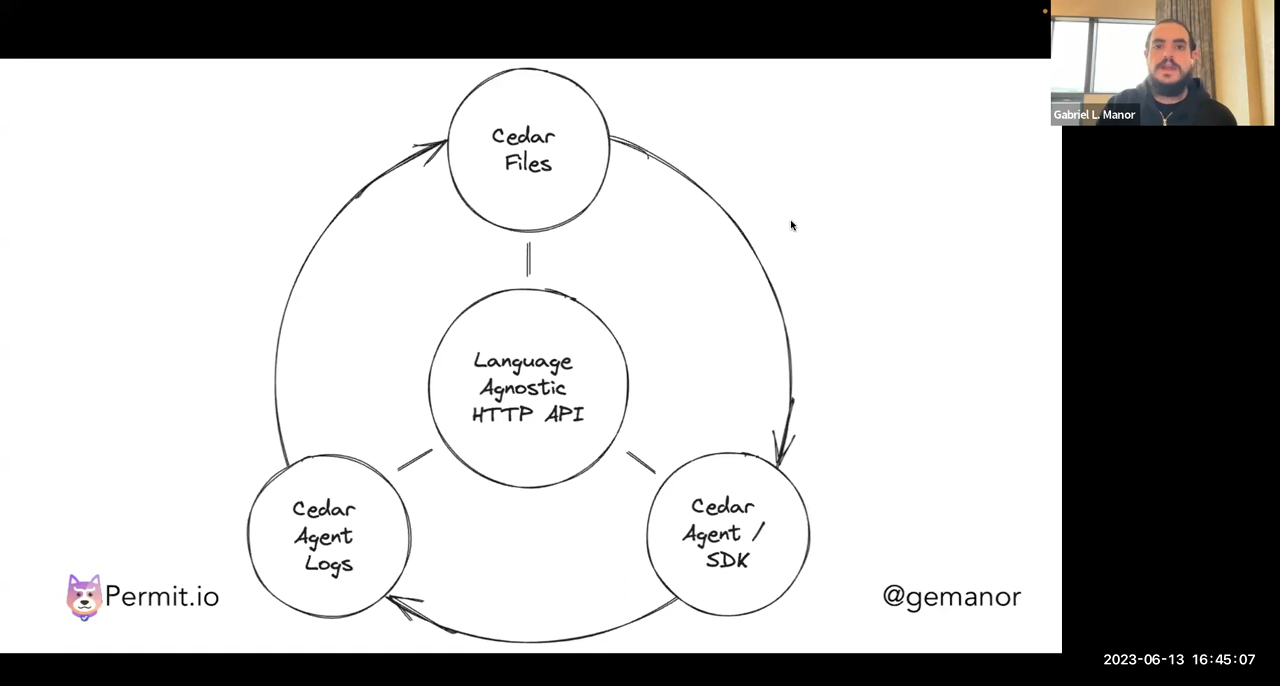 Gabriel L. Manor
Cedar
Files
Language
Agnostic
HTTP API
Cedar
Agent
Logs
Cedar
Agent /
SDK
Permit.io
@gemanor
2023-06-13 16:45:07